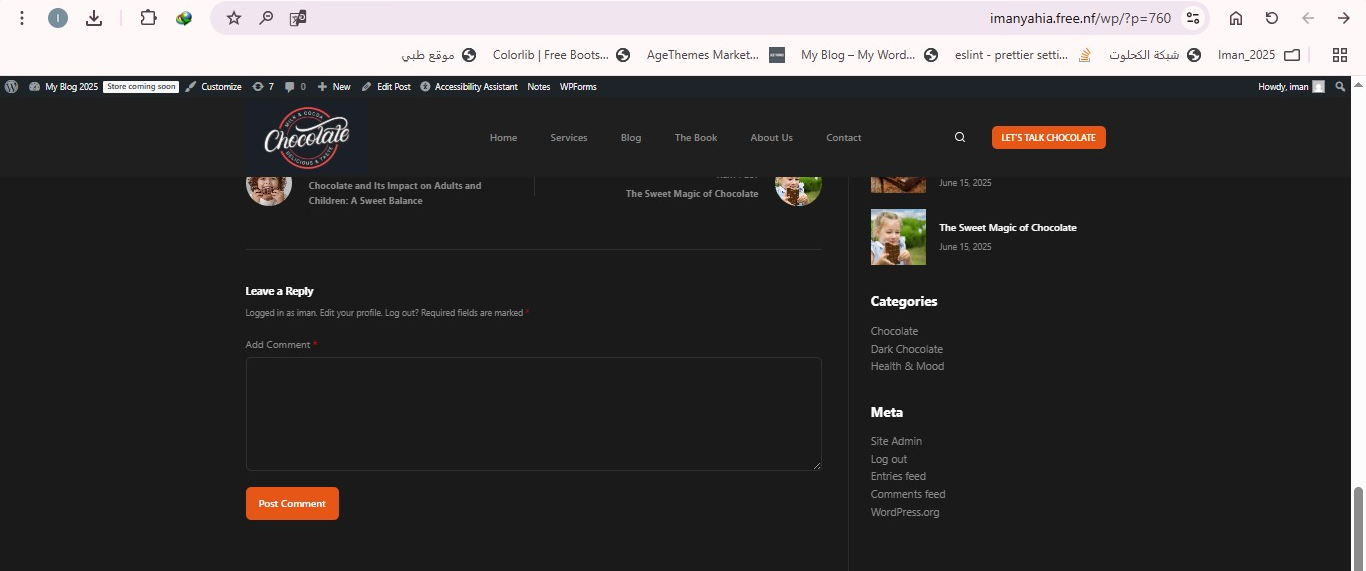 imanyahia.free.nf/wp/?p=760
موقع طبي
Colorlib | Free Boots...
AgeThemes Market...
My Blog – My Word...
eslint - prettier setti...
شبكة الكحلوت
Iman_2025
My Blog 2025
Store coming soon
Customize
7
0
New
Edit Post
Accessibility Assistant
Notes
WPForms
Howdy, iman
MILK & COCOA
Chocolate
DELICIOUS & TASTE
Home
Services
Blog
The Book
About Us
Contact
LET'S TALK CHOCOLATE
Chocolate and Its Impact on Adults and
Children: A Sweet Balance
The Sweet Magic of Chocolate
June 15, 2025
The Sweet Magic of Chocolate
June 15, 2025
Leave a Reply
Logged in as iman. Edit your profile. Log out? Required fields are marked *
Add Comment *
Post Comment
Categories
Chocolate
Dark Chocolate
Health & Mood
Meta
Site Admin
Log out
Entries feed
Comments feed
WordPress.org